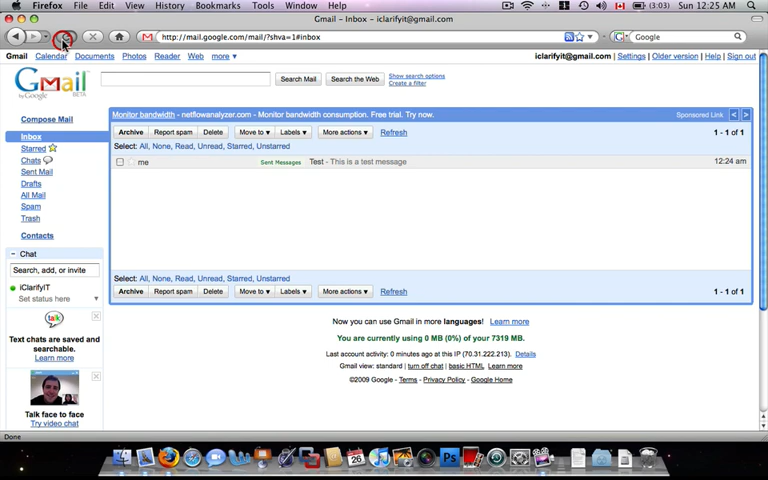 Firefox File Edit View History Bookmarks Tools Window Help (3:03) Sun 12:25 AM
Gmail - Inbox - iclarifyit@gmail.com
http://mail.google.com/mail/?shva=1#inbox Google
Gmail Calendar Documents Photos Reader Web more ▾ iclarifyit@gmail.com | Settings | Older version | Help | Sign out
Gmail by Google BETA Search Mail Search the Web Show search options
Create a filter
Compose Mail
Inbox
Starred
Chats
Sent Mail
Drafts
All Mail
Spam
Trash
Contacts
Chat
Search, add, or invite
iClarifyIT
Set status here
talk
Text chats are saved and
searchable.
Learn more
Talk face to face
Try video chat
Monitor bandwidth - netflowanalyzer.com - Monitor bandwidth consumption. Free trial. Try now. Sponsored Link < >
Archive Report spam Delete Move to ▾ Labels ▾ More actions ▾ Refresh 1 - 1 of 1
Select: All, None, Read, Unread, Starred, Unstarred
me Sent Messages Test - This is a test message 12:24 am
Select: All, None, Read, Unread, Starred, Unstarred
Archive Report spam Delete Move to ▾ Labels ▾ More actions ▾ Refresh 1 - 1 of 1
Now you can use Gmail in more languages! Learn more
You are currently using 0 MB (0%) of your 7319 MB.
Last account activity: 0 minutes ago at this IP (70.31.222.213). Details
Gmail view: standard | turn off chat | basic HTML Learn more
©2009 Google - Terms - Privacy Policy - Google Home
Done
26
Ps